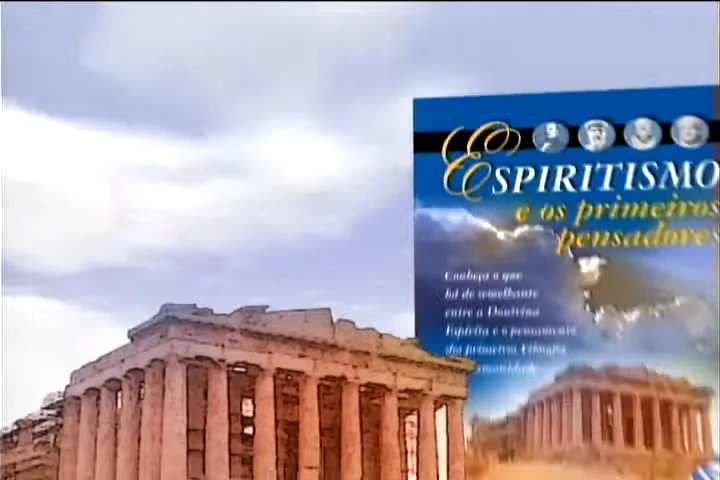 ESPIRITISMO
e os primeiros
pensadores
Conheça o que
há de semelhante
entre a Doutrina
Espírita e o pensamento
dos primeiros Filósofos